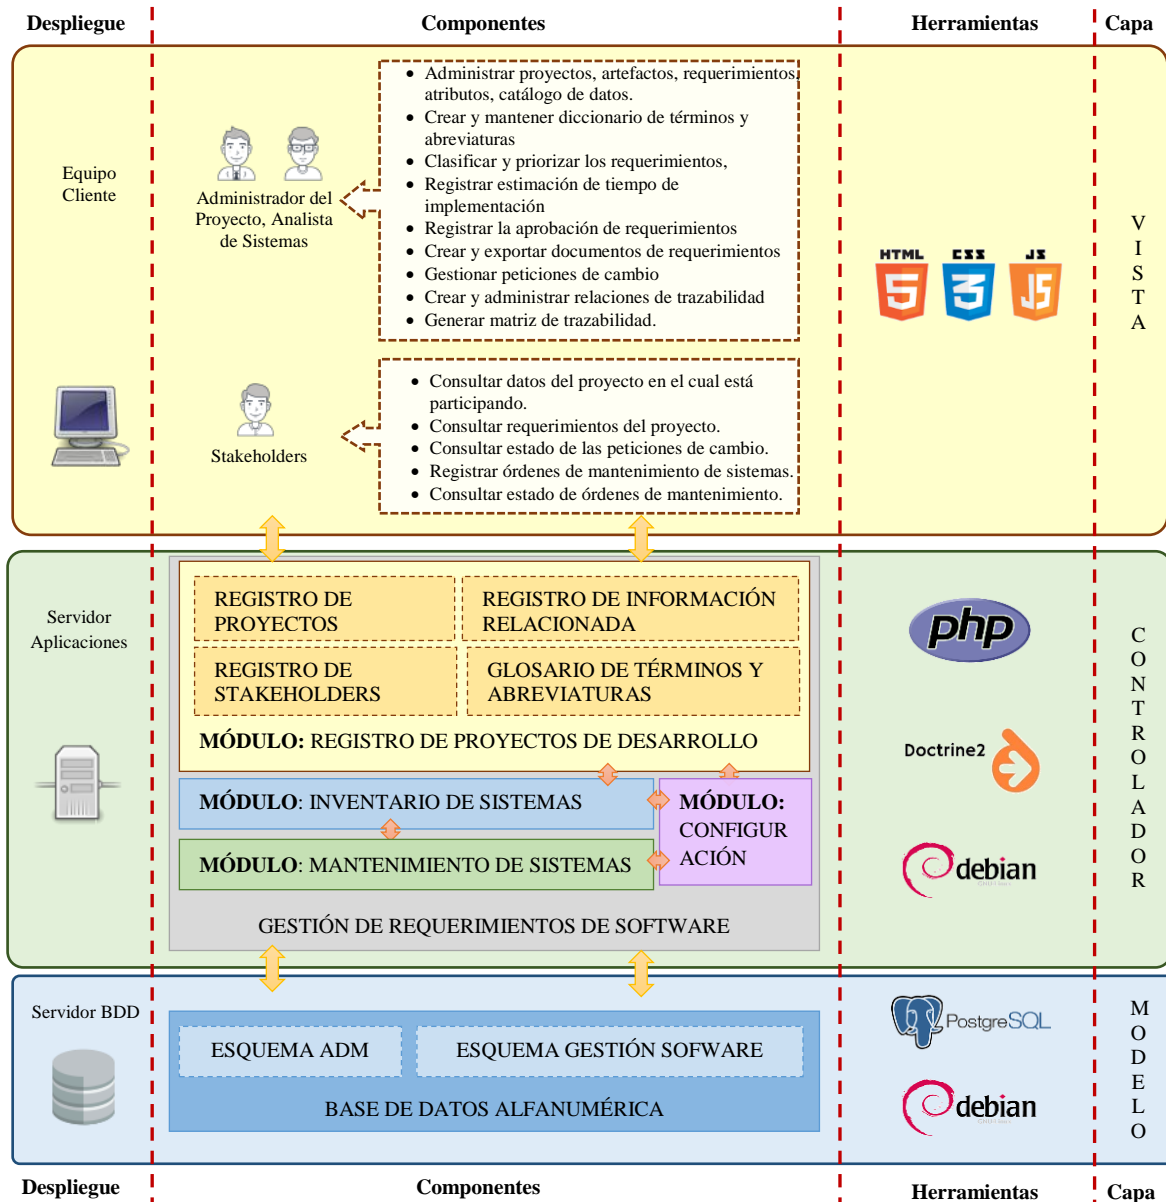 Despliegue
Componentes
Herramientas
Capa
Equipo
Cliente
Administrador del
Proyecto, Analista
de Sistemas
• Administrar proyectos, artefactos, requerimientos,
atributos, catálogo de datos.
• Crear y mantener diccionario de términos y
abreviaturas
• Clasificar y priorizar los requerimientos,
• Registrar estimación de tiempo de
implementación
• Registrar la aprobación de requerimientos
• Crear y exportar documentos de requerimientos
• Gestionar peticiones de cambio
• Crear y administrar relaciones de trazabilidad
• Generar matriz de trazabilidad.
HTML
5
CSS
3
JS
JS
V
I
S
T
A
Stakeholders
• Consultar datos del proyecto en el cual está
participando.
• Consultar requerimientos del proyecto.
• Consultar estado de las peticiones de cambio.
• Registrar órdenes de mantenimiento de sistemas.
• Consultar estado de órdenes de mantenimiento.
Servidor
Aplicaciones
REGISTRO DE
PROYECTOS
REGISTRO DE INFORMACIÓN
RELACIONADA
REGISTRO DE
STAKEHOLDERS
GLOSARIO DE TÉRMINOS Y
ABREVIATURAS
MÓDULO: REGISTRO DE PROYECTOS DE DESARROLLO
MÓDULO: INVENTARIO DE SISTEMAS
MÓDULO: MANTENIMIENTO DE SISTEMAS
MÓDULO:
CONFIGUR
ACIÓN
GESTIÓN DE REQUERIMIENTOS DE SOFTWARE
php
Doctrine2
debian
C
O
N
T
R
O
L
A
D
O
R
Servidor BDD
ESQUEMA ADM
ESQUEMA GESTIÓN SOFWARE
BASE DE DATOS ALFANUMÉRICA
PostgreSQL
debian
M
O
D
E
L
O
Despliegue
Componentes
Herramientas
Capa